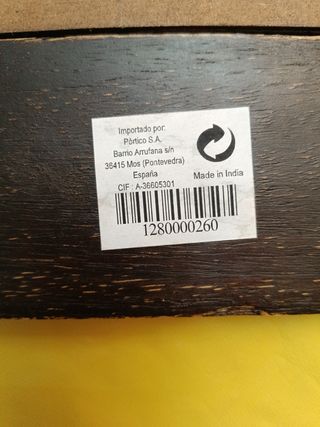 Importado por:
Pórtico S.A.
Barrio Arrufana s/n
36415 Mos (Pontevedra)
España
Made in India
CIF : A-36605301
1280000260